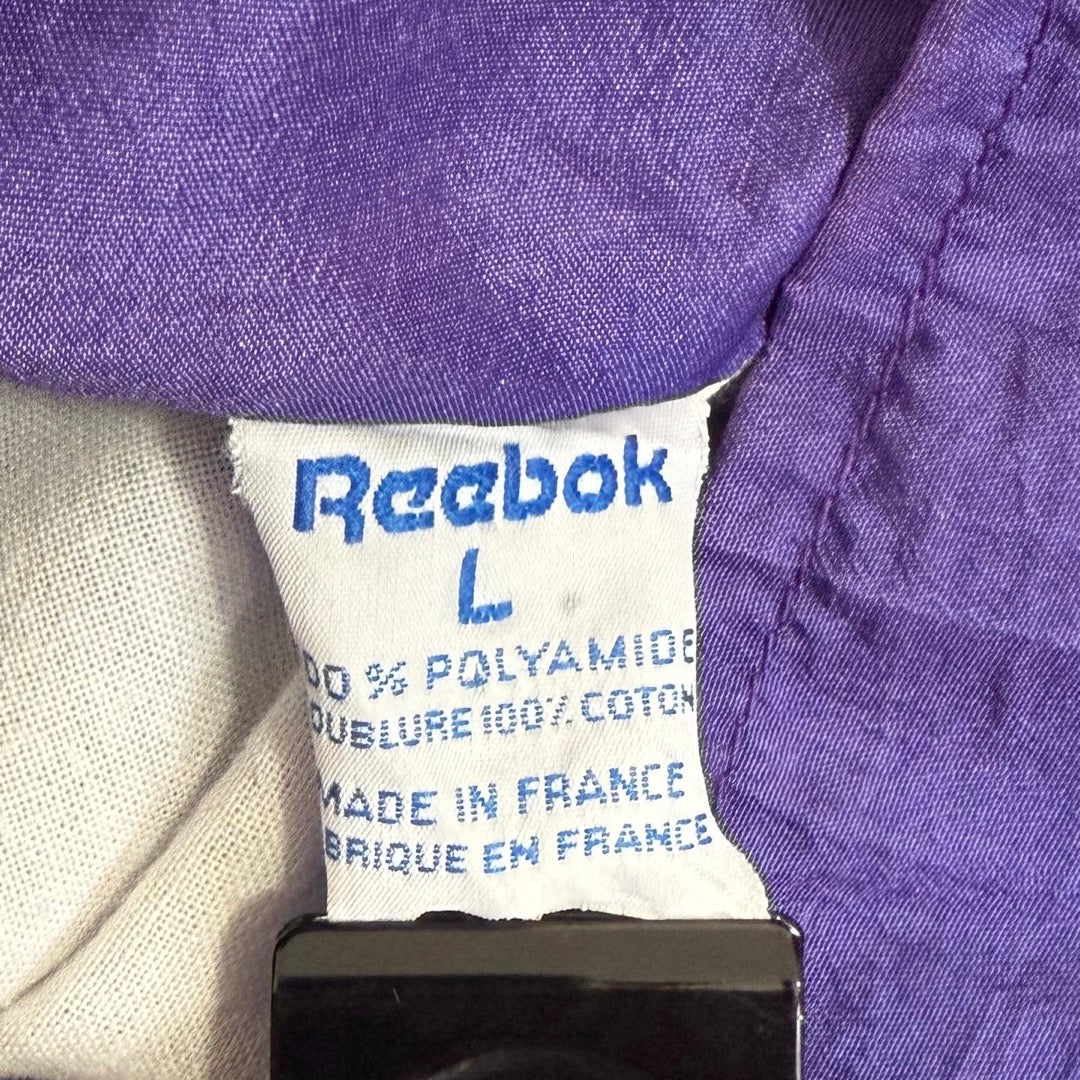 Reebok
L
00 % POLYAMIDE
OUBLURE 100% COTON
MADE IN FRANCE
BRIQUE EN FRANCE